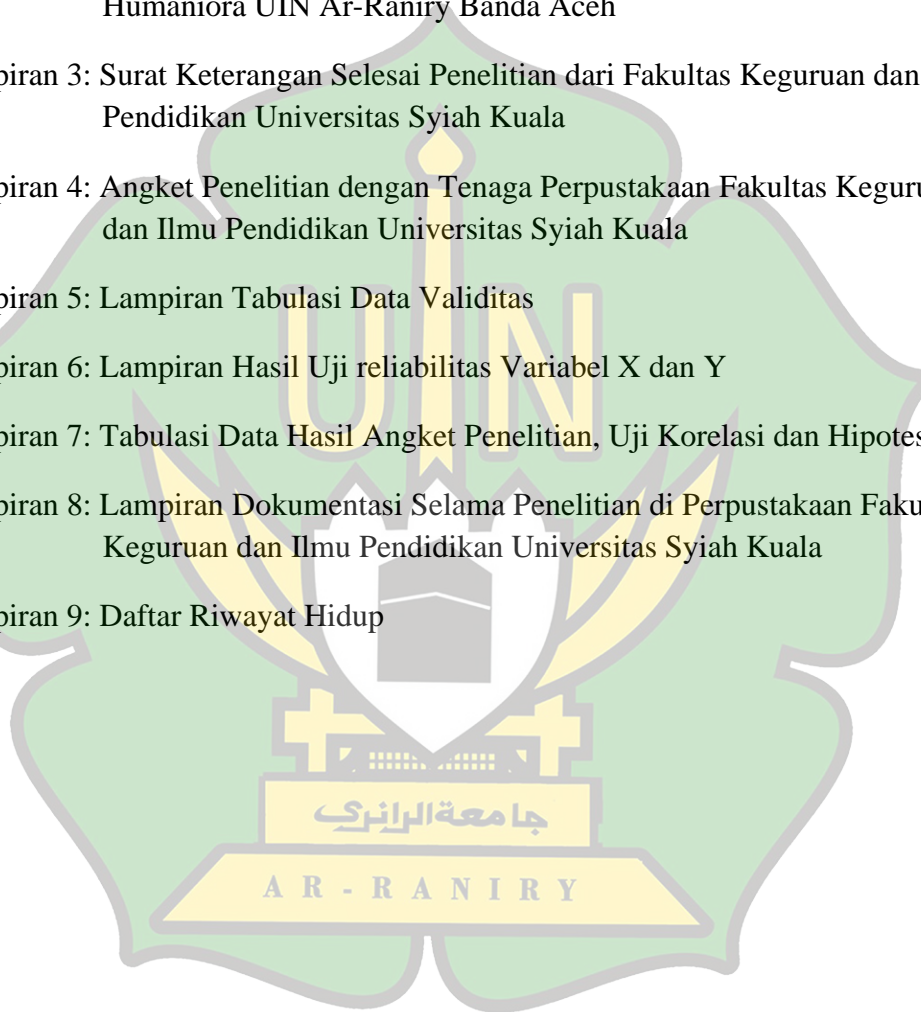 Humaniora UIN Ar-Raniry Banda Aceh
piran 3: Surat Keterangan Selesai Penelitian dari Fakultas Keguruan dan
Pendidikan Universitas Syiah Kuala
piran 4: Angket Penelitian dengan Tenaga Perpustakaan Fakultas Keguru
dan Ilmu Pendidikan Universitas Syiah Kuala
piran 5: Lampiran Tabulasi Data Validitas
piran 6: Lampiran Hasil Uji reliabilitas Variabel X dan Y
piran 7: Tabulasi Data Hasil Angket Penelitian, Uji Korelasi dan Hipotes
piran 8: Lampiran Dokumentasi Selama Penelitian di Perpustakaan Faku
Keguruan dan Ilmu Pendidikan Universitas Syiah Kuala
piran 9: Daftar Riwayat Hidup
UIN
جامعةالرانري
AR-RANIRY